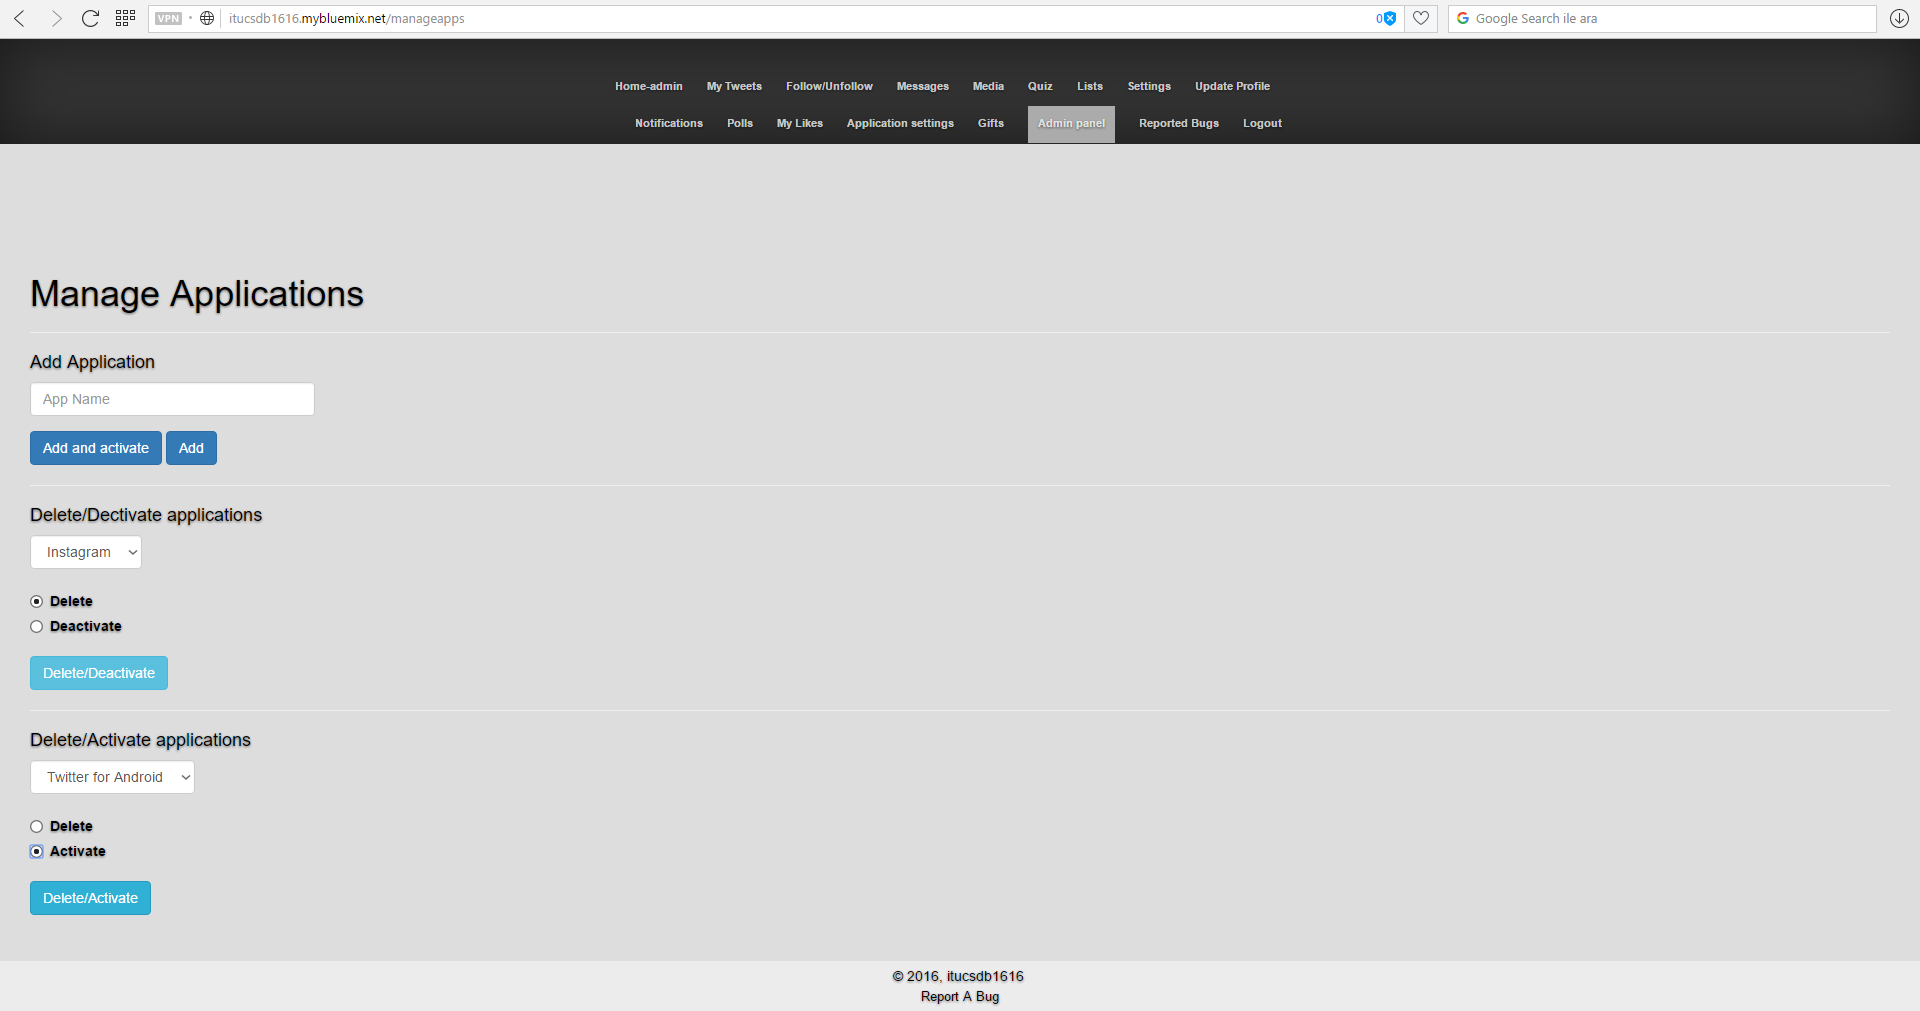 VPN itucsdb1616.mybluemix.net/manageapps 0 Google Search ile ara
Home-admin My Tweets Follow/Unfollow Messages Media Quiz Lists Settings Update Profile
Notifications Polls My Likes Application settings Gifts Admin panel Reported Bugs Logout
Manage Applications
Add Application
App Name
Add and activate Add
Delete/Dectivate applications
Instagram
Delete
Deactivate
Delete/Deactivate
Delete/Activate applications
Twitter for Android
Delete
Activate
Delete/Activate
© 2016, itucsdb1616
Report A Bug